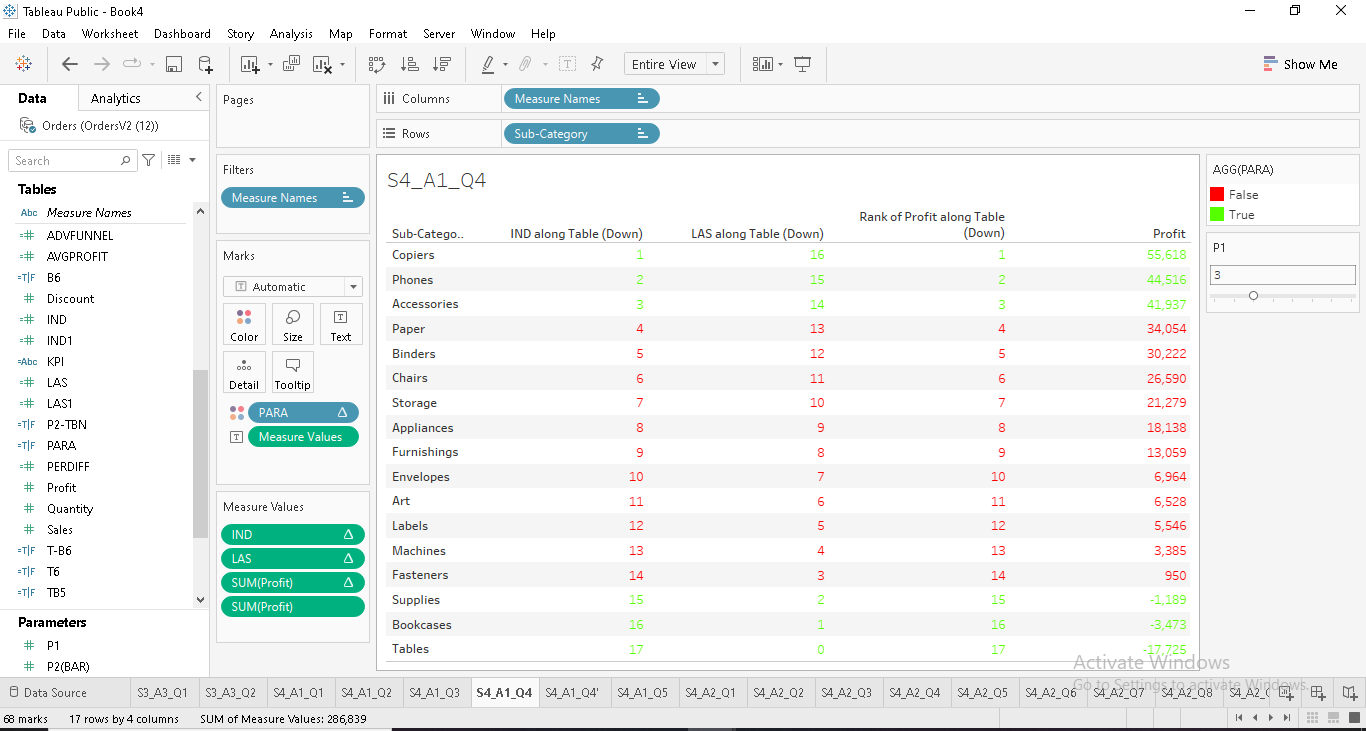 Tableau Public - Book4
File Data Worksheet Dashboard Story Analysis Map Format Server Window Help
Entire View
Show Me
Data Analytics
Orders (OrdersV2 (12))
Search
Tables
Abc Measure Names
# ADVFUNNEL
# AVGPROFIT
T|F B6
# Discount
# IND
# IND1
Abc KPI
# LAS
# LAS1
T|F P2-TBN
T|F PARA
# PERDIFF
# Profit
# Quantity
# Sales
T|F T-B6
T|F T6
T|F TB5
Parameters
# P1
# P2(BAR)
Pages
Filters
Measure Names
Marks
Automatic
Color Size Text
Detail Tooltip
PARA
Measure Values
Measure Values
IND
LAS
SUM(Profit)
SUM(Profit)
Columns Measure Names
Rows Sub-Category
S4_A1_Q4
Rank of Profit along Table
Sub-Catego.. IND along Table (Down) LAS along Table (Down) (Down) Profit
Copiers 1 16 1 55,618
Phones 2 15 2 44,516
Accessories 3 14 3 41,937
Paper 4 13 4 34,054
Binders 5 12 5 30,222
Chairs 6 11 6 26,590
Storage 7 10 7 21,279
Appliances 8 9 8 18,138
Furnishings 9 8 9 13,059
Envelopes 10 7 10 6,964
Art 11 6 11 6,528
Labels 12 5 12 5,546
Machines 13 4 13 3,385
Fasteners 14 3 14 950
Supplies 15 2 15 -1,189
Bookcases 16 1 16 -3,473
Tables 17 0 17 -17,725
AGG(PARA)
False
True
P1
3
Activate Windows
Go to Settings to activate Windows.
Data Source S3_A3_Q1 S3_A3_Q2 S4_A1_Q1 S4_A1_Q2 S4_A1_Q3 S4_A1_Q4 S4_A1_Q4' S4_A1_Q5 S4_A2_Q1 S4_A2_Q2 S4_A2_Q3 S4_A2_Q4 S4_A2_Q5 S4_A2_Q6 S4_A2_Q7 S4_A2_Q8 S4_A2_
68 marks 17 rows by 4 columns SUM of Measure Values: 286,839